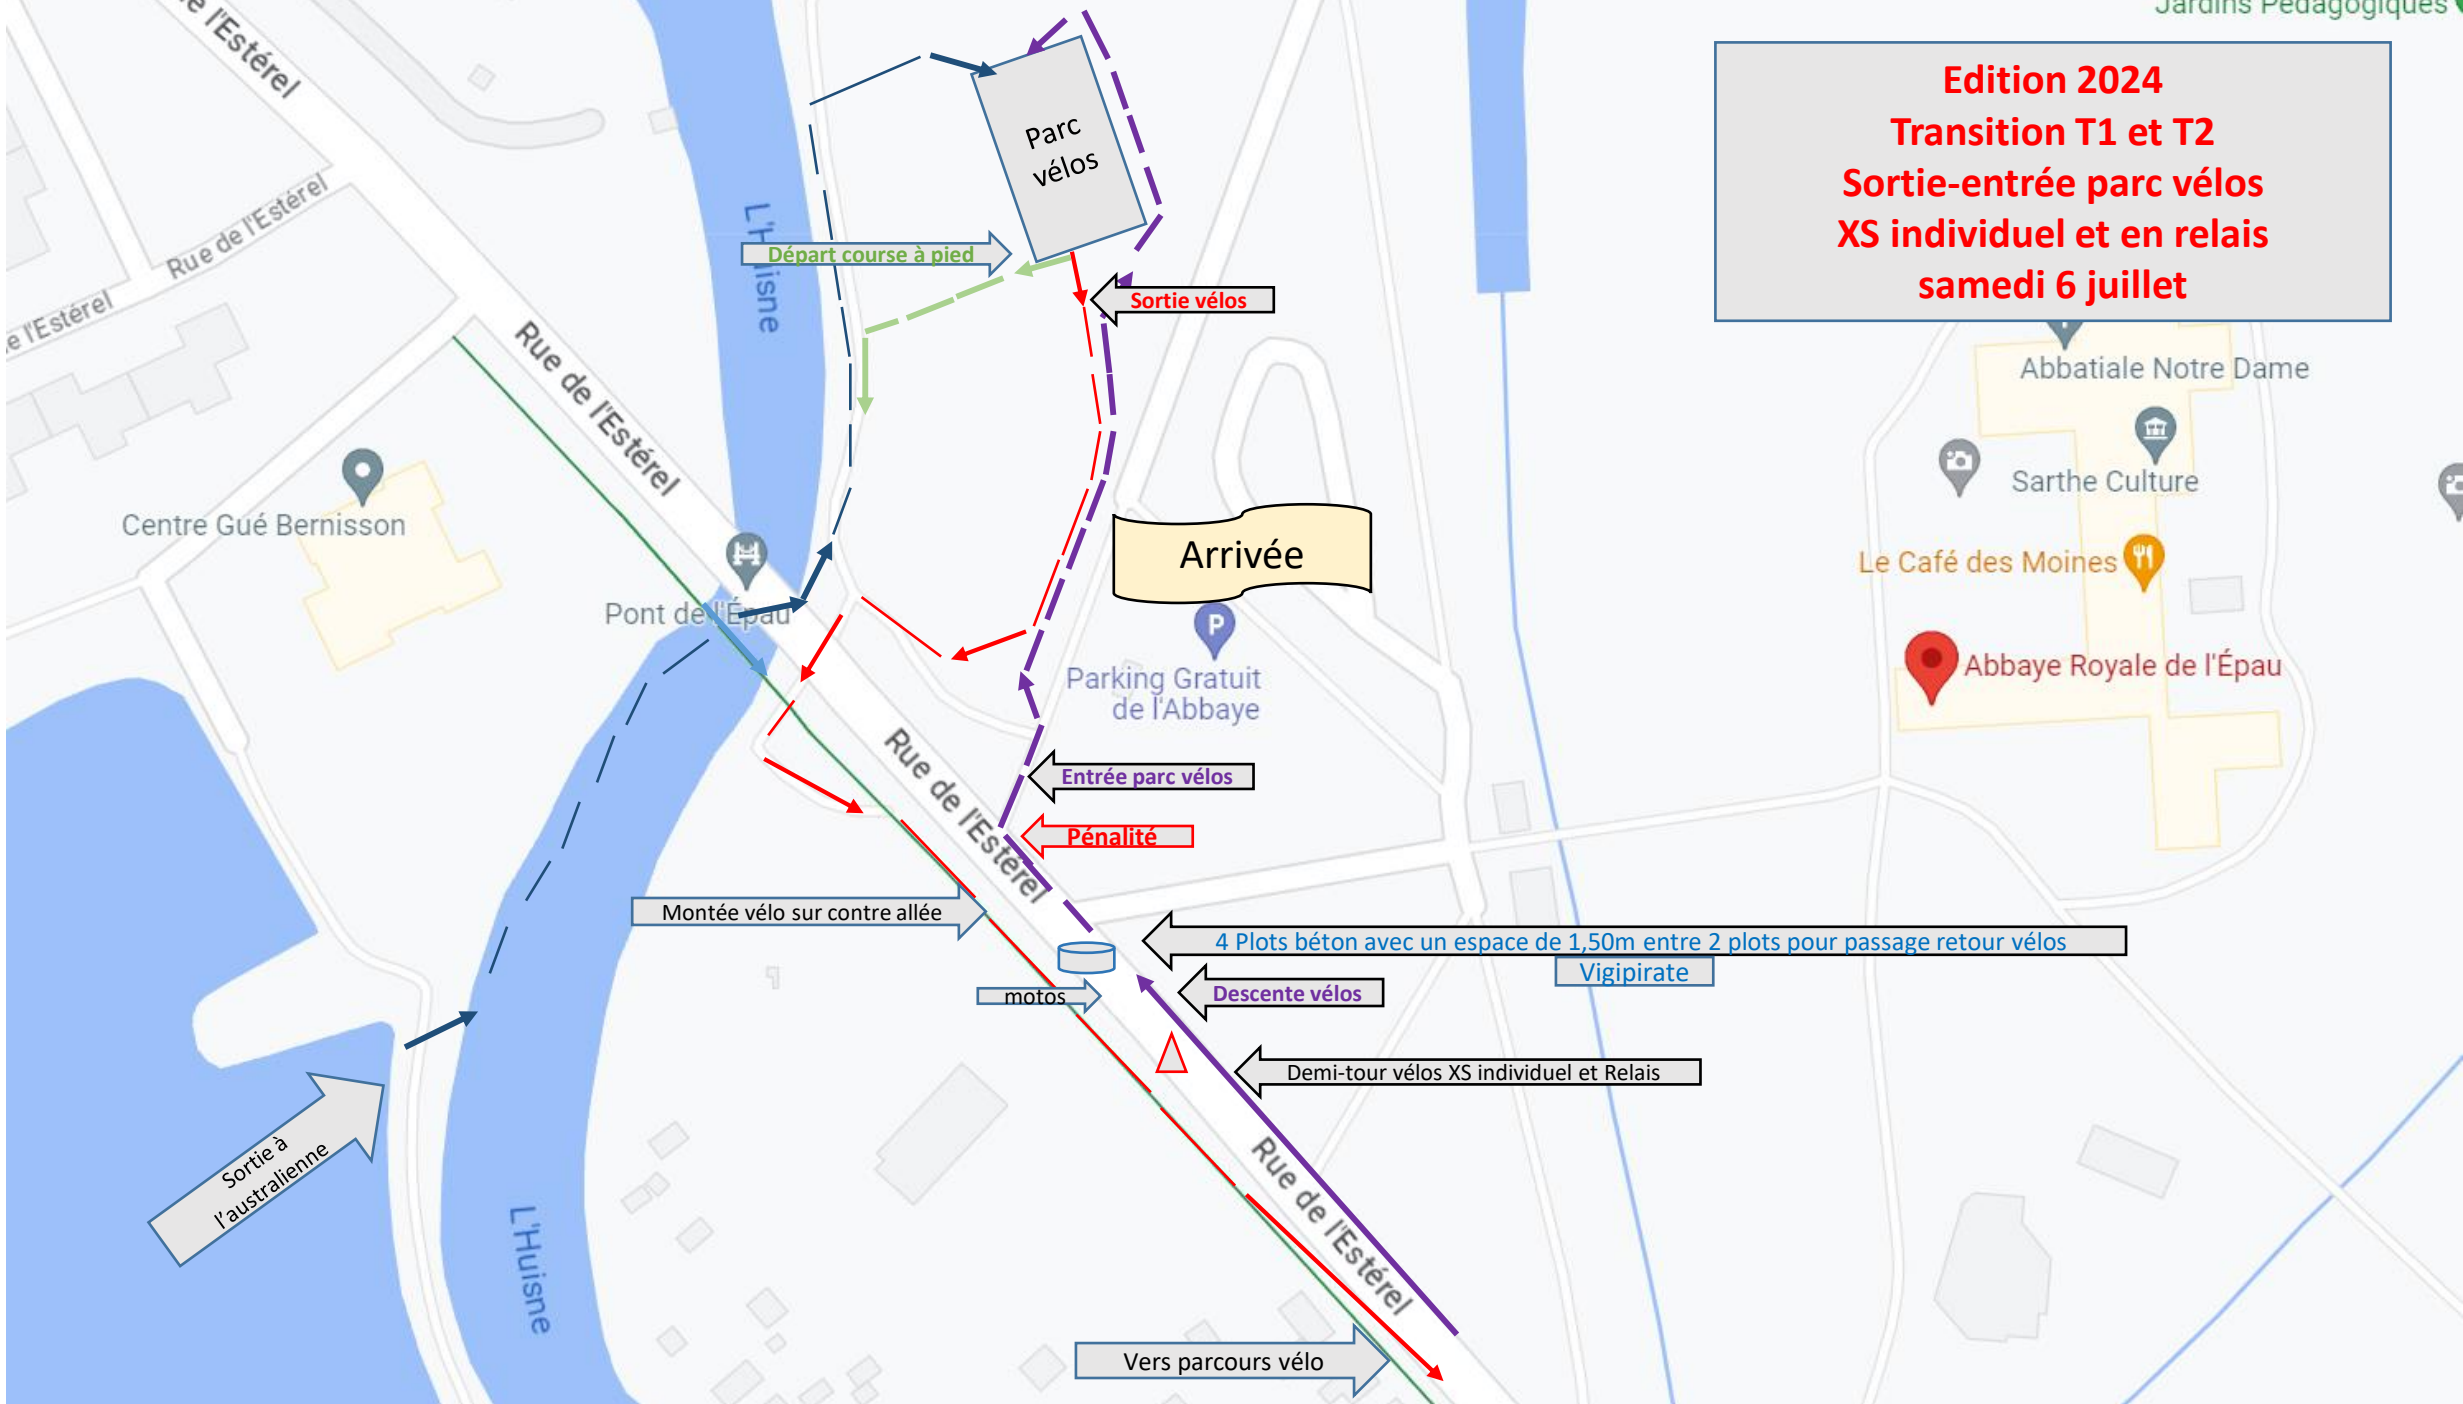 Jardins Pédagogiques
Edition 2024
Transition T1 et T2
Sortie-entrée parc vélos
XS individuel et en relais
samedi 6 juillet
e l'Estérel
Parc
vélos
Rue de l'Estérel
L'Huisne
Départ course à pied
Sortie vélos
e l'Estérel
Rue de l'Estérel
Abbatiale Notre Dame
Sarthe Culture
Centre Gué Bernisson
Arrivée
Le Café des Moines
Pont de l'Épau
P
Parking Gratuit
de l'Abbaye
Abbaye Royale de l'Épau
Rue de l'Estérel
Entrée parc vélos
Pénalité
Montée vélo sur contre allée
4 Plots béton avec un espace de 1,50m entre 2 plots pour passage retour vélos
Vigipirate
motos
Descente vélos
Demi-tour vélos XS individuel et Relais
Sortie à
l'australienne
L'Huisne
Rue de l'Estérel
Vers parcours vélo